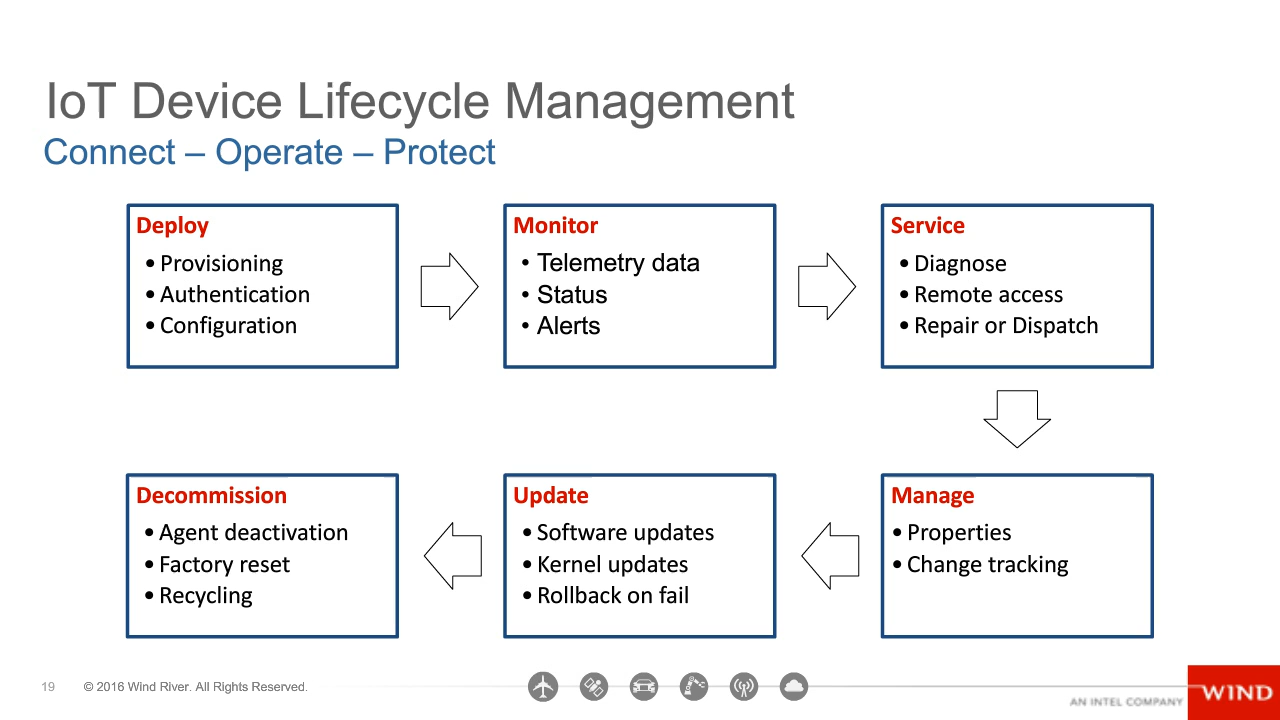 IoT Device Lifecycle Management
Connect – Operate – Protect
Deploy
• Provisioning
• Authentication
• Configuration
Monitor
• Telemetry data
• Status
• Alerts
Service
• Diagnose
• Remote access
• Repair or Dispatch
Manage
• Properties
• Change tracking
Update
• Software updates
• Kernel updates
• Rollback on fail
Decommission
• Agent deactivation
• Factory reset
• Recycling
19 © 2016 Wind River. All Rights Reserved.
AN INTEL COMPANY
WIND